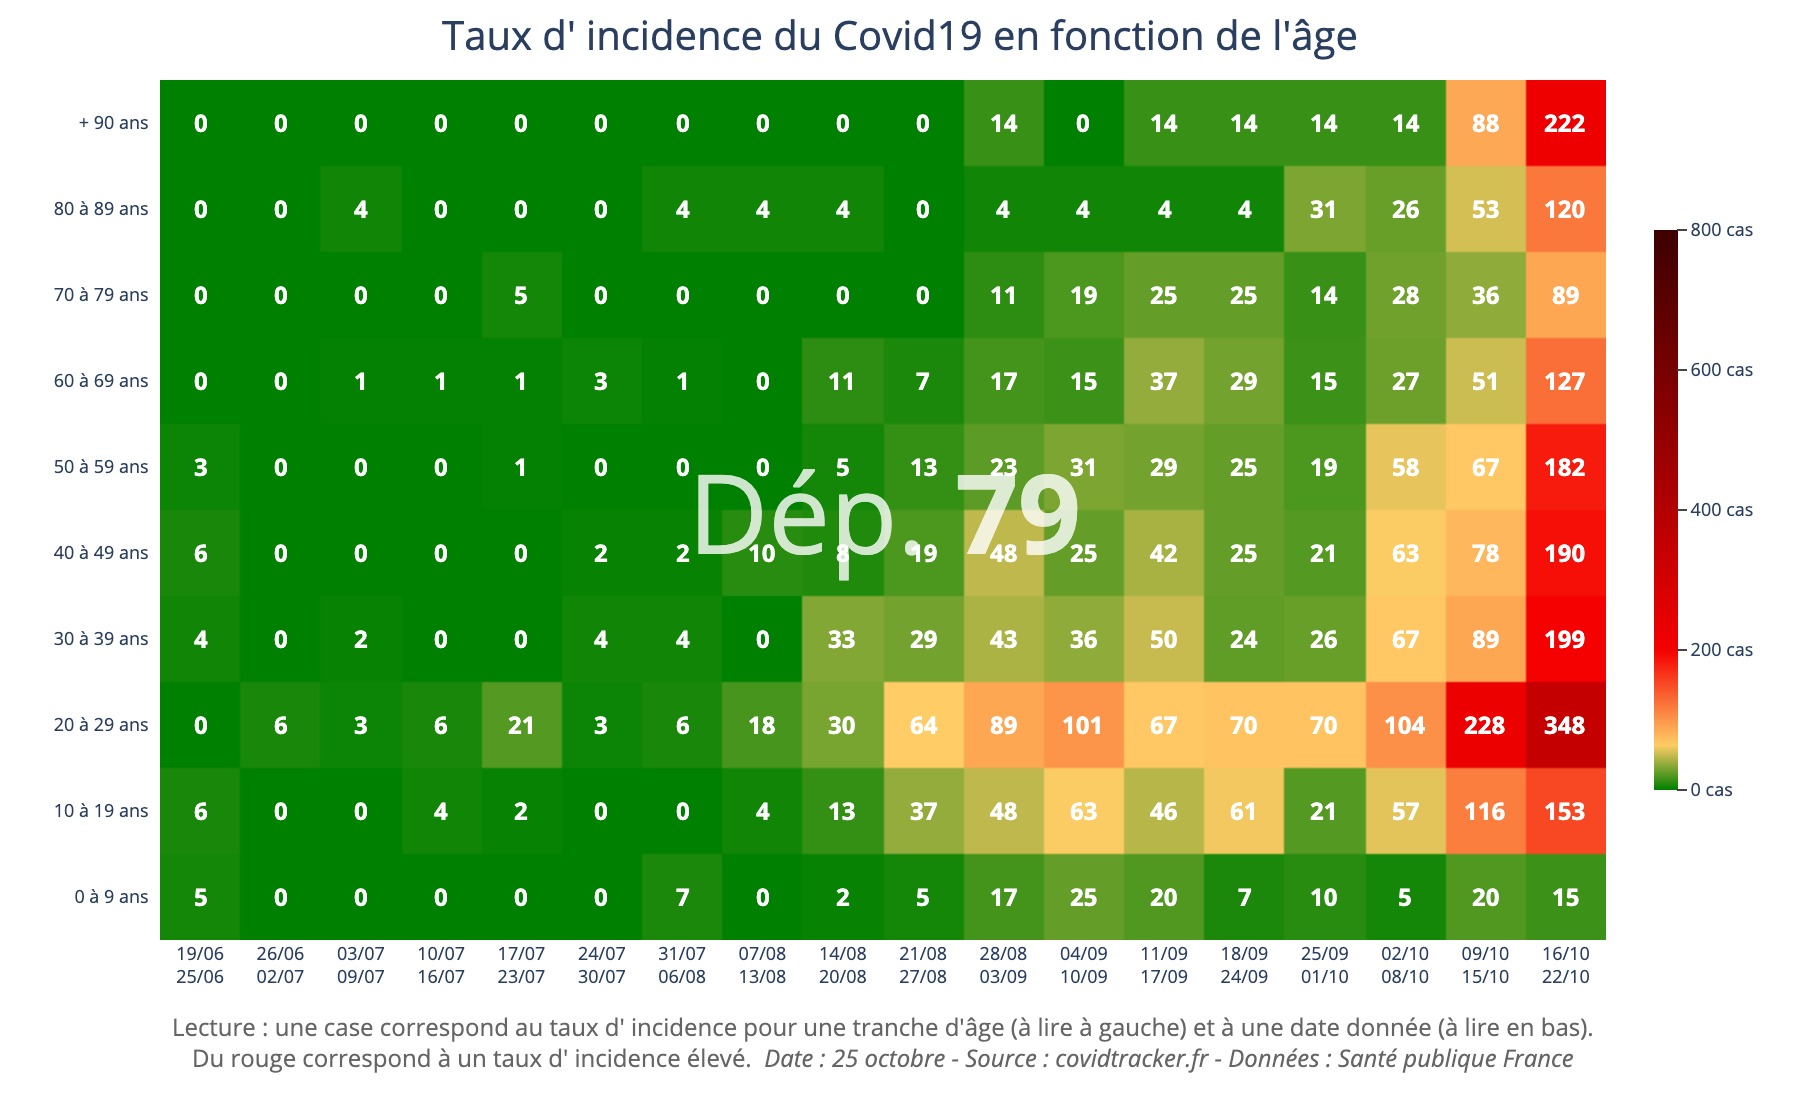 Taux d' incidence du Covid19 en fonction de l'âge
+ 90 ans 0 0 0 0 0 0 0 0 0 0 14 0 14 14 14 14 88 222
80 à 89 ans 0 0 4 0 0 0 4 4 4 0 4 4 4 4 31 26 53 120
70 à 79 ans 0 0 0 0 5 0 0 0 0 0 11 19 25 25 14 28 36 89
60 à 69 ans 0 0 1 1 1 3 1 0 11 7 17 15 37 29 15 27 51 127
50 à 59 ans 3 0 0 0 1 0 0 0 5 13 23 31 29 25 19 58 67 182
Dép. 79
40 à 49 ans 6 0 0 0 0 2 2 10 8 19 48 25 42 25 21 63 78 190
30 à 39 ans 4 0 2 0 0 4 4 0 33 29 43 36 50 24 26 67 89 199
20 à 29 ans 0 6 3 6 21 3 6 18 30 64 89 101 67 70 70 104 228 348
10 à 19 ans 6 0 0 4 2 0 0 4 13 37 48 63 46 61 21 57 116 153
0 à 9 ans 5 0 0 0 0 0 7 0 2 5 17 25 20 7 10 5 20 15
19/06 26/06 03/07 10/07 17/07 24/07 31/07 07/08 14/08 21/08 28/08 04/09 11/09 18/09 25/09 02/10 09/10 16/10
25/06 02/07 09/07 16/07 23/07 30/07 06/08 13/08 20/08 27/08 03/09 10/09 17/09 24/09 01/10 08/10 15/10 22/10
800 cas
600 cas
400 cas
200 cas
0 cas
Lecture : une case correspond au taux d' incidence pour une tranche d'âge (à lire à gauche) et à une date donnée (à lire en bas).
Du rouge correspond à un taux d' incidence élevé. Date : 25 octobre - Source : covidtracker.fr - Données : Santé publique France